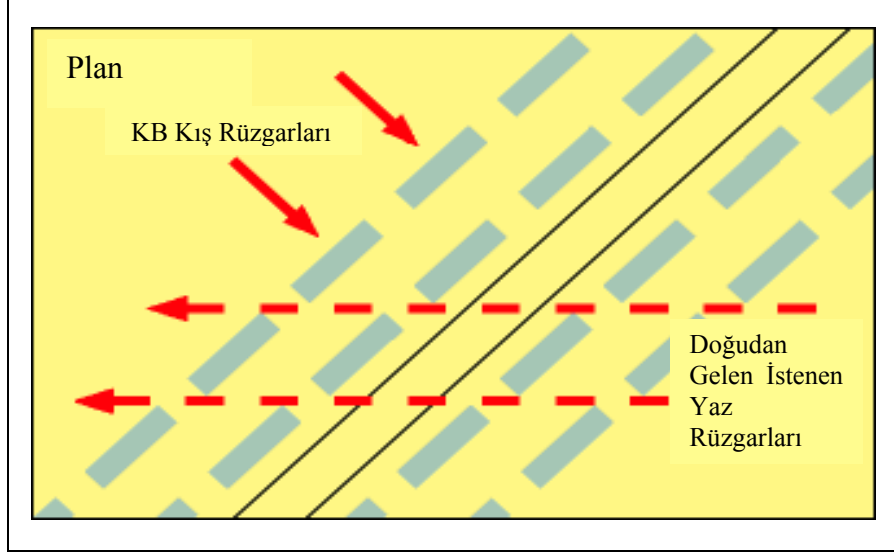 Plan
KB Kış Rüzgarları
Doğudan
Gelen İstenen
Yaz
Rüzgarları